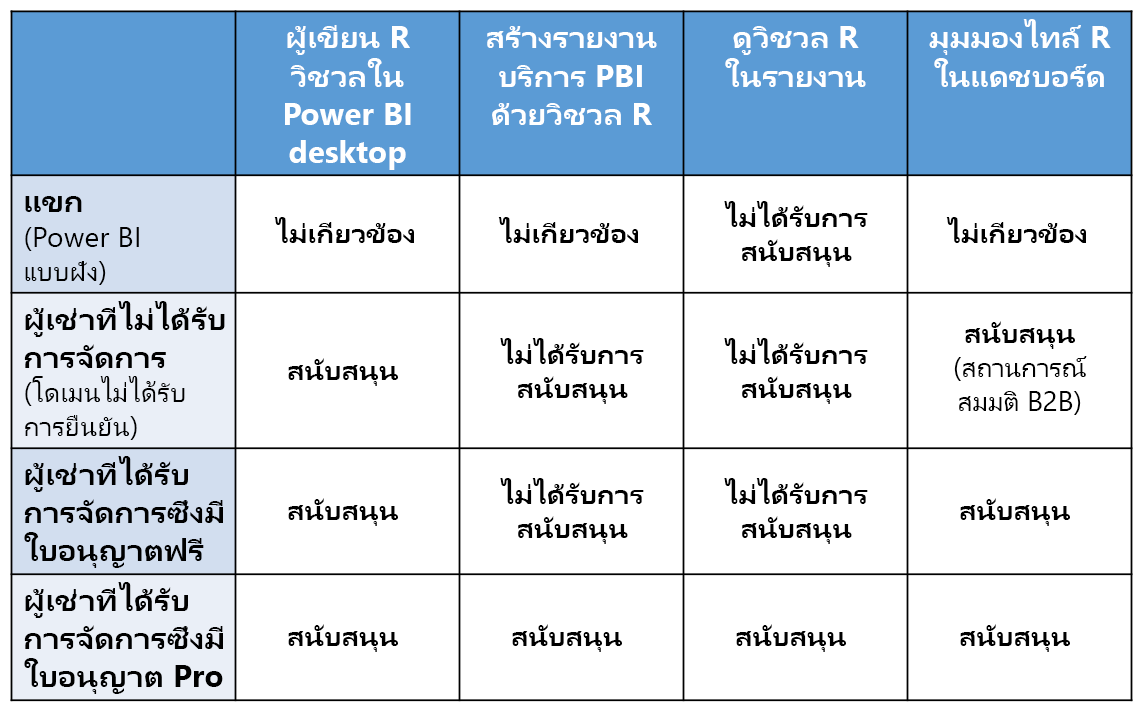 ผู้เขียน R
วิชวลใน
Power BI
desktop
สร้างรายงาน
บริการ PBI
ด้วยวิชวล R
ดูวิชวล R
ในรายงาน
มุมมองไทล์ R
ในแดชบอร์ด
แขก
(Power BI
แบบฝัง)
ไม่เกี่ยวข้อง
ไม่เกี่ยวข้อง
ไม่ได้รับการ
สนับสนุน
ไม่เกี่ยวข้อง
ผู้เช่าที่ไม่ได้รับ
การจัดการ
(โดเมนไม่ได้รับ
การยืนยัน)
สนับสนุน
ไม่ได้รับการ
สนับสนุน
ไม่ได้รับการ
สนับสนุน
สนับสนุน
(สถานการณ์
สมมติ B2B)
ผู้เช่าที่ได้รับ
การจัดการซึ่งมี
ใบอนุญาตฟรี
สนับสนุน
ไม่ได้รับการ
สนับสนุน
ไม่ได้รับการ
สนับสนุน
สนับสนุน
ผู้เช่าที่ได้รับ
การจัดการซึ่งมี
ใบอนุญาต Pro
สนับสนุน
สนับสนุน
สนับสนุน
สนับสนุน